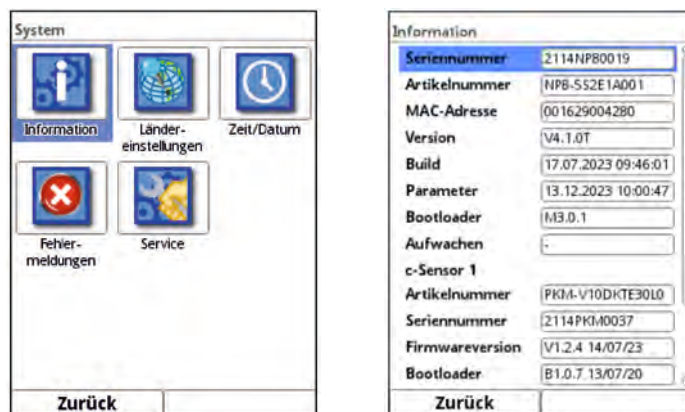 System
Information
Länder-
einstellungen
Zeit/Datum
Fehler-
meldungen
Service
Zurück
Information
Seriennummer 2114NPB0019
Artikelnummer NPB-S52E1A001
MAC-Adresse 001629004280
Version V4.1.0T
Build 17.07.2023 09:46:01
Parameter 13.12.2023 10:00:47
Bootloader M3.0.1
Aufwachen -
c-Sensor 1
Artikelnummer PKM-V10DKTE30L0
Seriennummer 2114PKM0037
Firmwareversion V1.2.4 14/07/23
Bootloader B1.0.7 13/07/20
Zurück